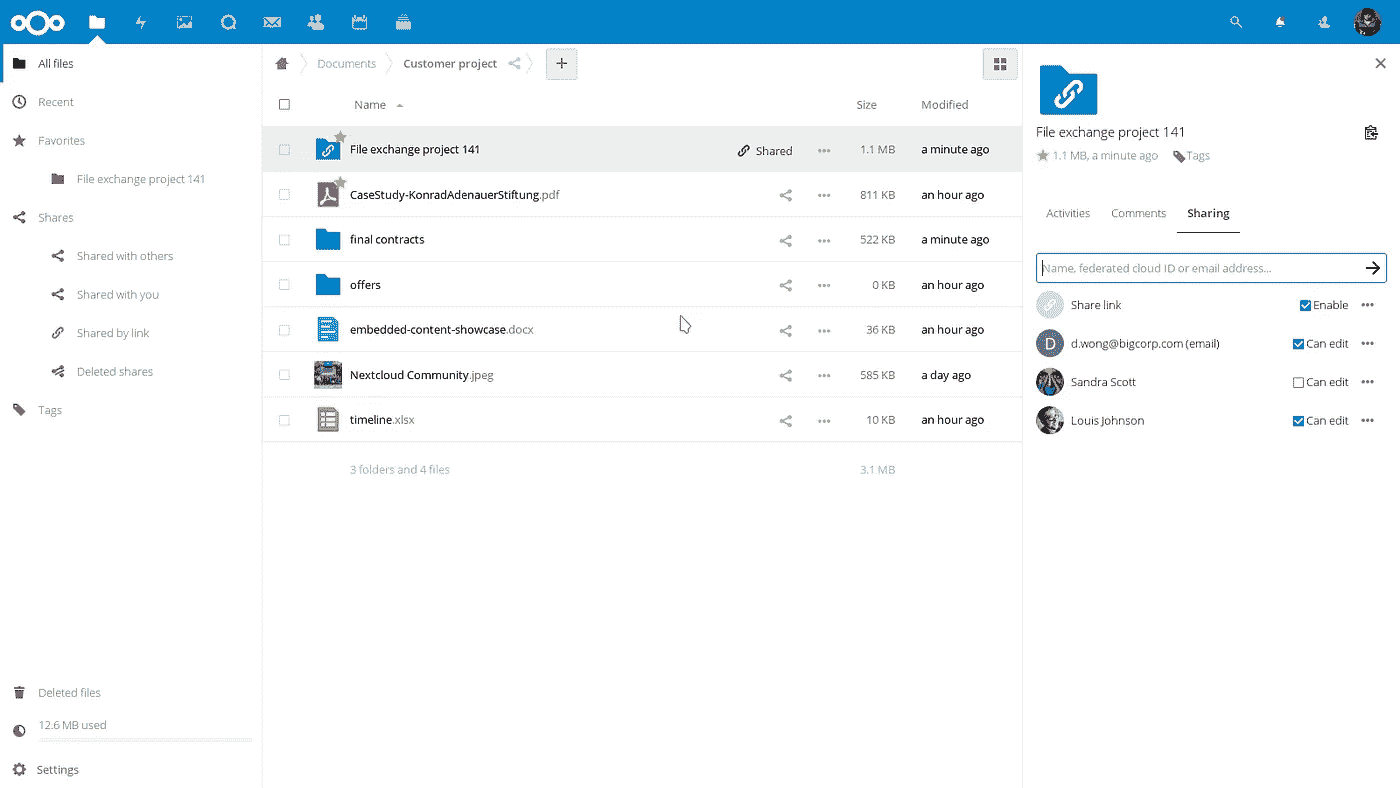 All files
Recent
Favorites
File exchange project 141
Shares
Shared with others
Shared with you
Shared by link
Deleted shares
Tags
Deleted files
12.6 MB used
Settings
Documents
Customer project
+
Name
Size
Modified
File exchange project 141
Shared
1.1 MB
a minute ago
CaseStudy-KonradAdenauerStiftung.pdf
811 KB
an hour ago
final contracts
522 KB
a minute ago
offers
0 KB
an hour ago
embedded-content-showcase.docx
36 KB
an hour ago
Nextcloud Community.jpeg
585 KB
a day ago
timeline.xlsx
10 KB
an hour ago
3 folders and 4 files
3.1 MB
File exchange project 141
1.1 MB, a minute ago
Tags
Activities
Comments
Sharing
Name, federated cloud ID or email address...
Share link
Enable
D
d.wong@bigcorp.com (email)
Can edit
Sandra Scott
Can edit
Louis Johnson
Can edit